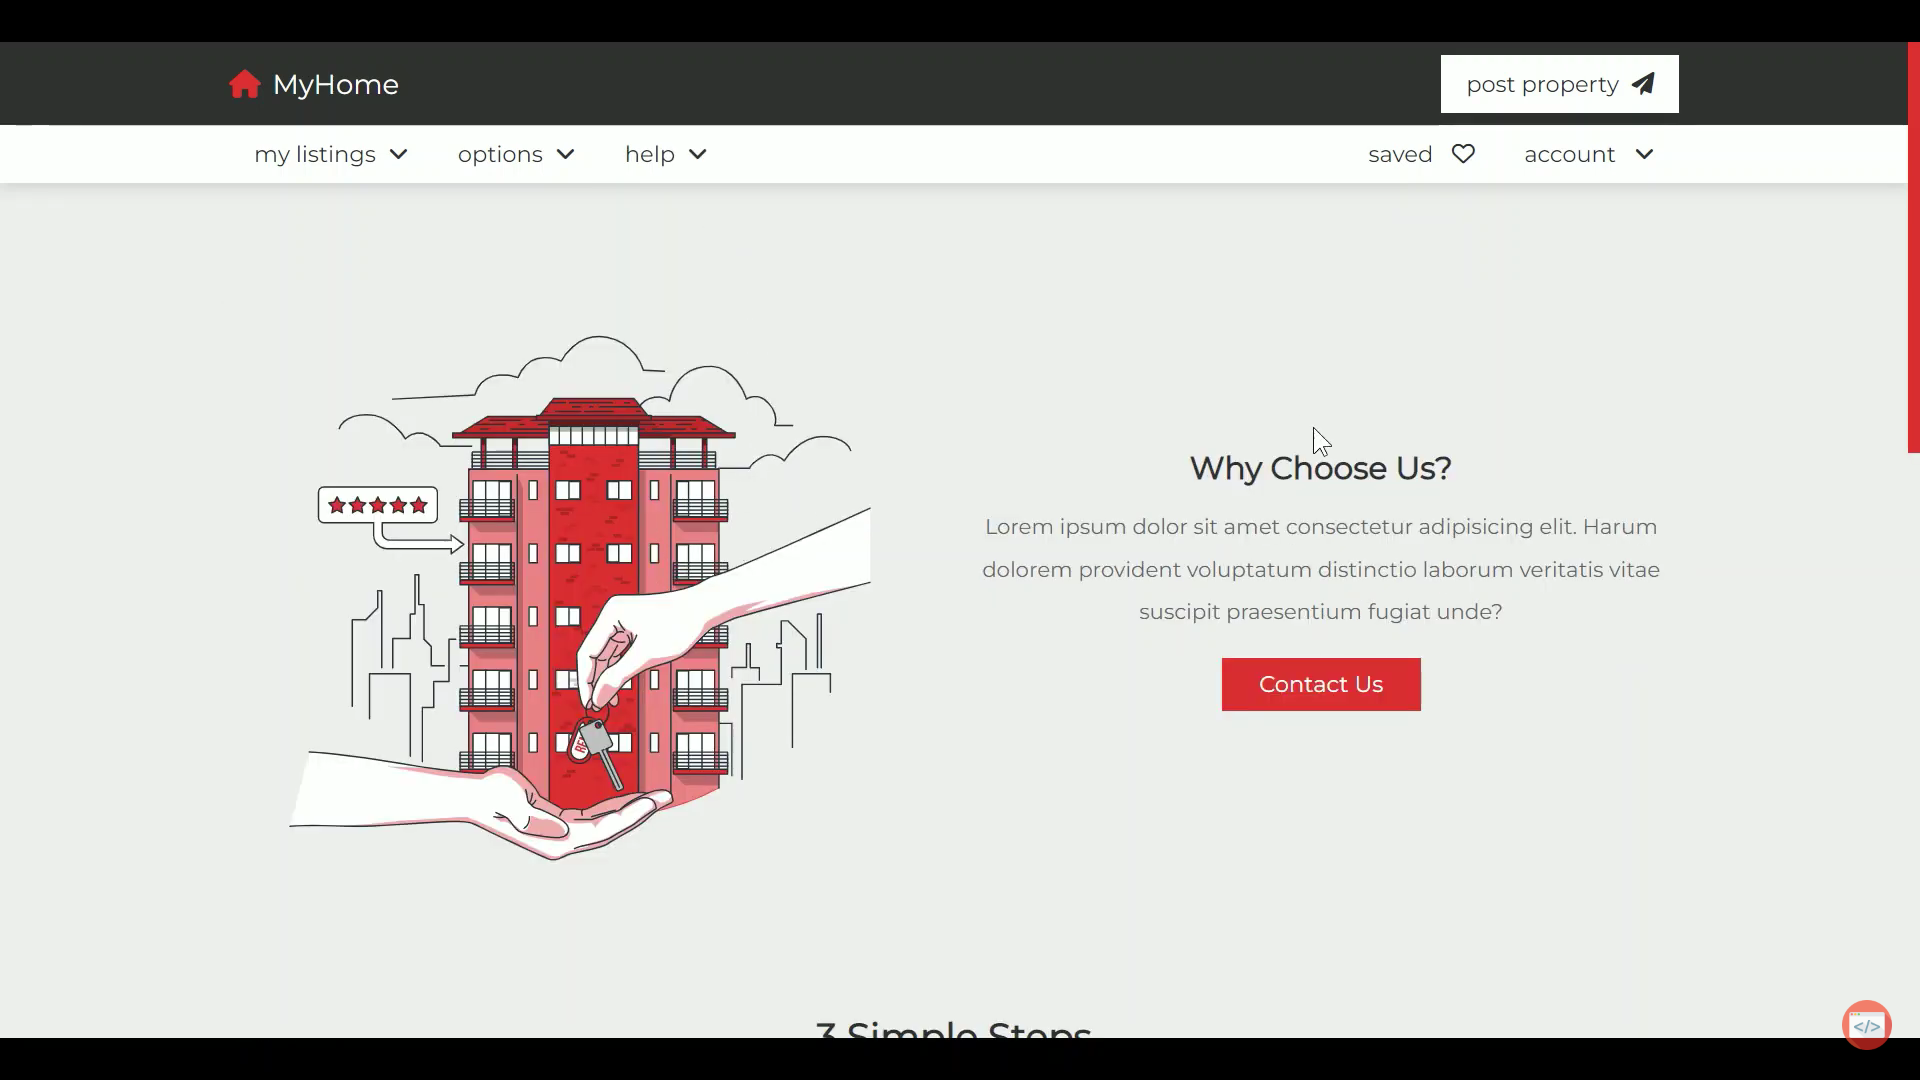 MyHome
post property
my listings
options
help
saved
account
Why Choose Us?
Lorem ipsum dolor sit amet consectetur adipisicing elit. Harum
dolorem provident voluptatum distinctio laborum veritatis vitae
suscipit praesentium fugiat unde?
Contact Us
3 Simple Steps